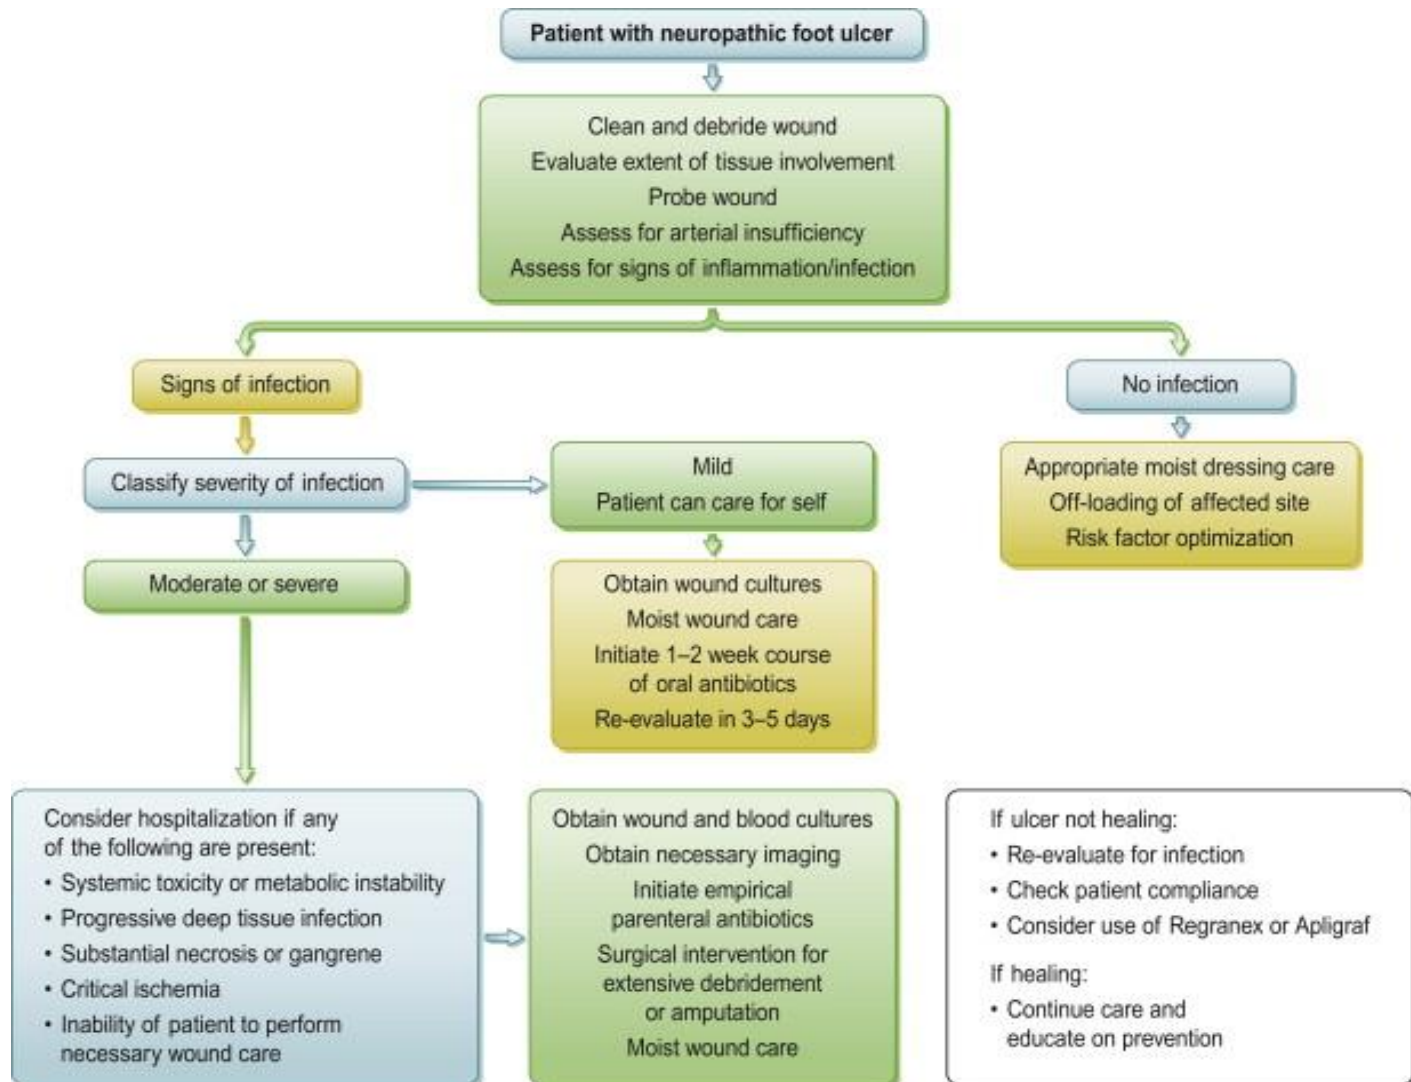 Patient with neuropathic foot ulcer
Clean and debride wound
Evaluate extent of tissue involvement
Probe wound
Assess for arterial insufficiency
Assess for signs of inflammation/infection
Signs of infection
No infection
Classify severity of infection
Mild
Patient can care for self
Appropriate moist dressing care
Off-loading of affected site
Risk factor optimization
Moderate or severe
Obtain wound cultures
Moist wound care
Initiate 1–2 week course
of oral antibiotics
Re-evaluate in 3–5 days
Consider hospitalization if any
of the following are present:
• Systemic toxicity or metabolic instability
• Progressive deep tissue infection
• Substantial necrosis or gangrene
• Critical ischemia
• Inability of patient to perform
necessary wound care
Obtain wound and blood cultures
Obtain necessary imaging
Initiate empirical
parenteral antibiotics
Surgical intervention for
extensive debridement
or amputation
Moist wound care
If ulcer not healing:
• Re-evaluate for infection
• Check patient compliance
• Consider use of Regranex or Apligraf
If healing:
• Continue care and
educate on prevention